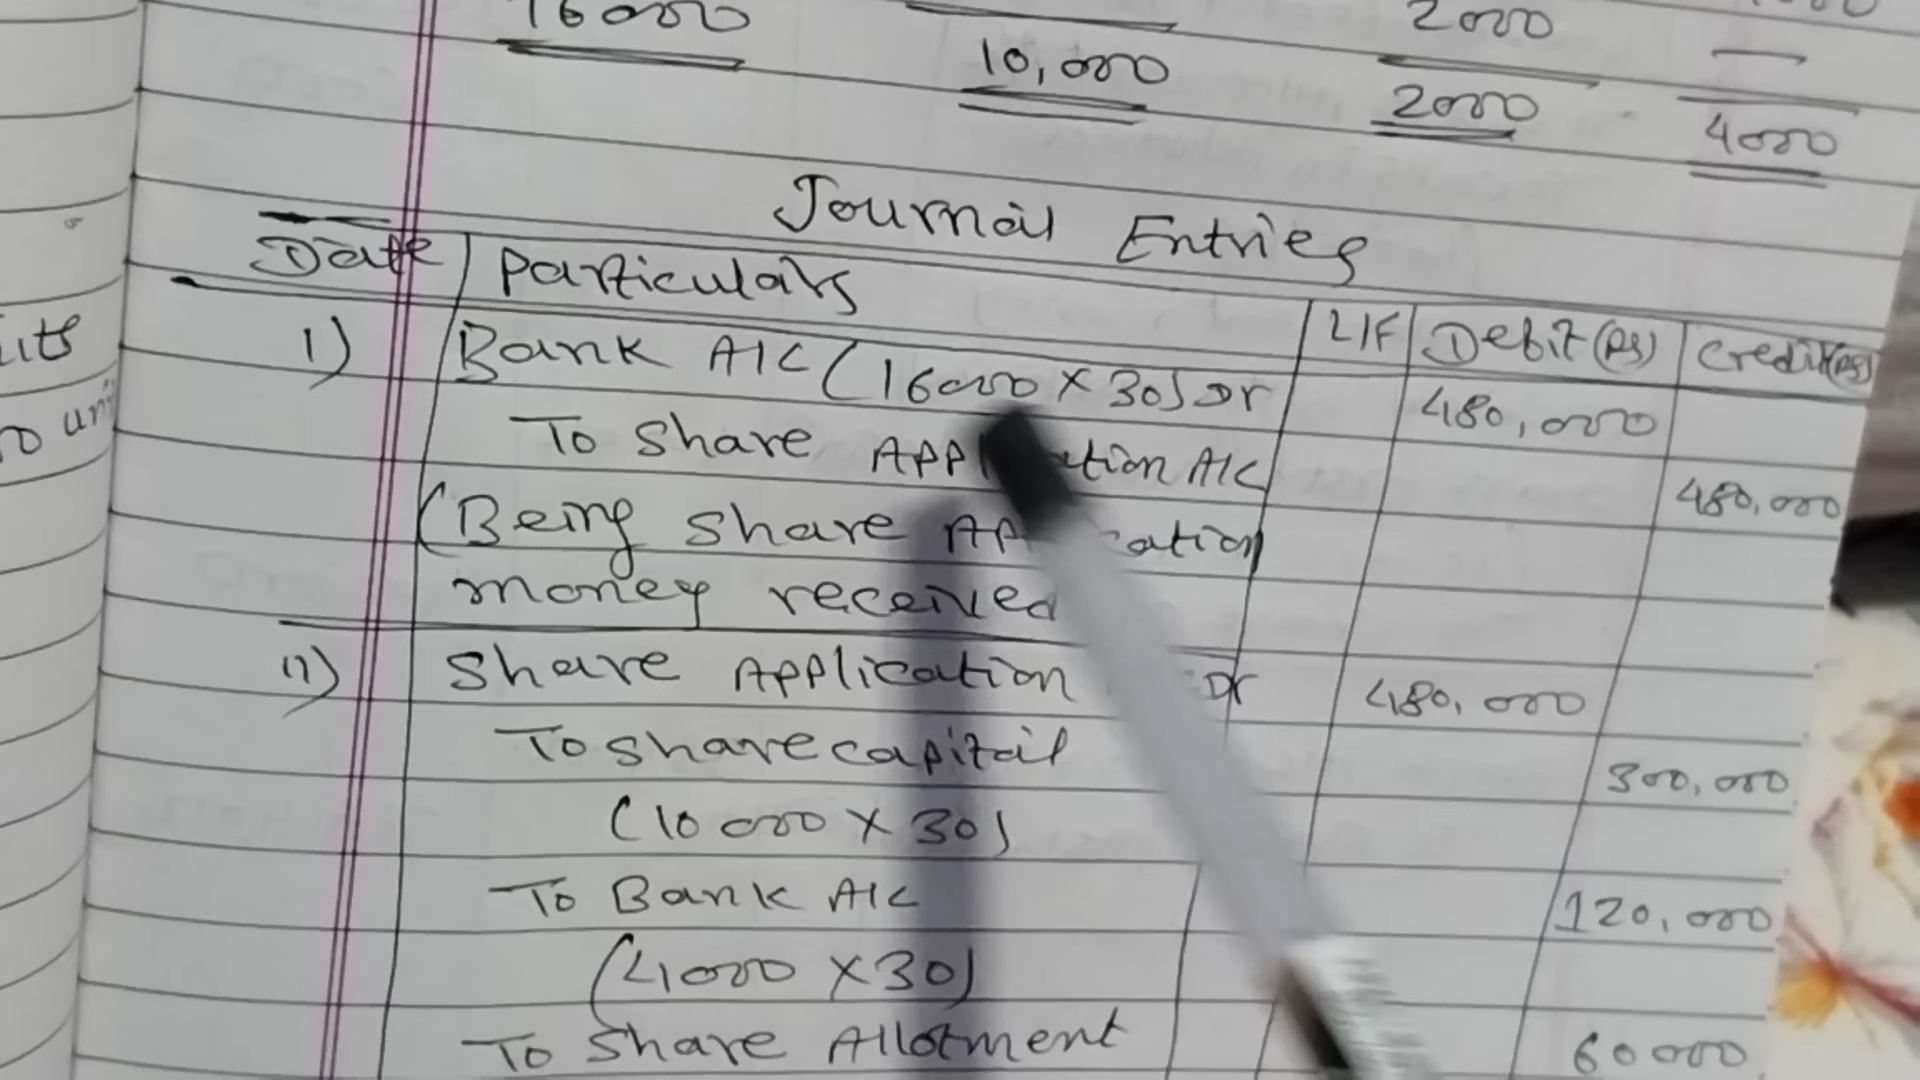 16000
2000
10,000
2000
4000
Journal Entries
Date Particulars L/F Debit (Rs) Credit (Rs)
1) Bank A/C (16000 X 30) Dr 480,000
To Share Application A/C 480,000
(Being share Application
money received
11) Share Application Dr 480,000
To share capital 300,000
(10000 X 30)
To Bank A/C 120,000
(4000 X 30)
To Share Allotment 60000